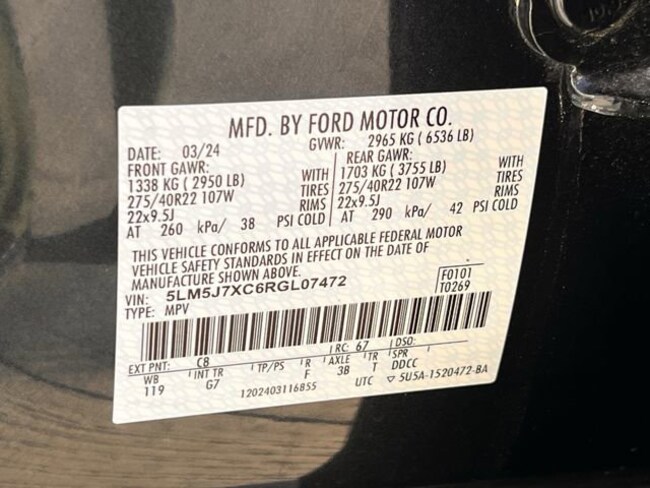 MFD. BY FORD MOTOR CO.
DATE: 03/24 GVWR: 2965 KG ( 6536 LB)
FRONT GAWR: REAR GAWR:
1338 KG ( 2950 LB) WITH 1703 KG ( 3755 LB) WITH
275/40R22 107W TIRES 275/40R22 107W TIRES
22x9.5J RIMS 22x9.5J RIMS
AT 260 kPa/ 38 PSI COLD AT 290 kPa/ 42 PSI COLD
THIS VEHICLE CONFORMS TO ALL APPLICABLE FEDERAL MOTOR
VEHICLE SAFETY STANDARDS IN EFFECT ON THE DATE OF
MANUFACTURE SHOWN ABOVE.
VIN: 5LM5J7XC6RGL07472 F0101
TYPE: MPV T0269
EXT PNT: C8 RC: 67 DSO:
WB INT TR TP/PS R AXLE TR SPR
119 G7 F 3B T DDCC
1202403116855 UTC ▽ 5U5A-1520472-BA